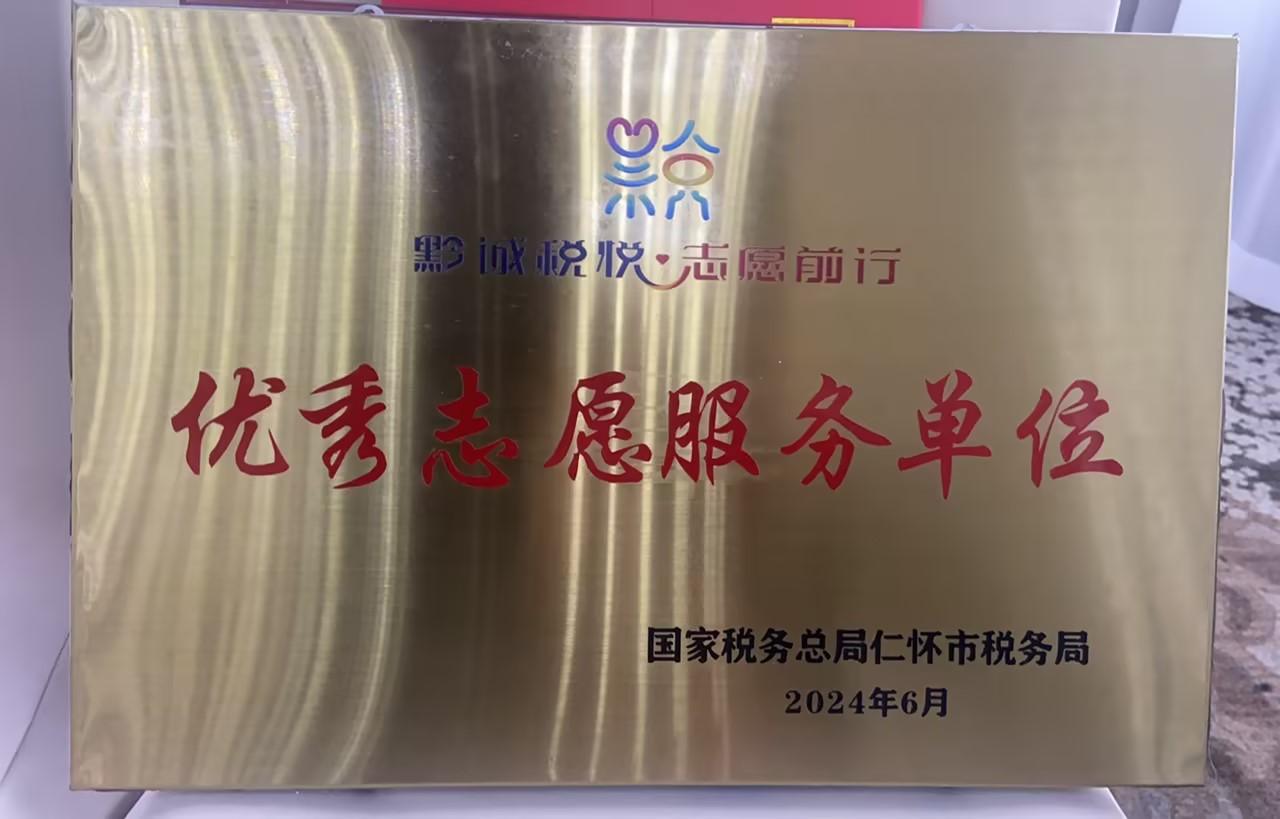 黔诚税悦·志愿前行
优秀志愿服务单位
国家税务总局仁怀市税务局
2024年6月